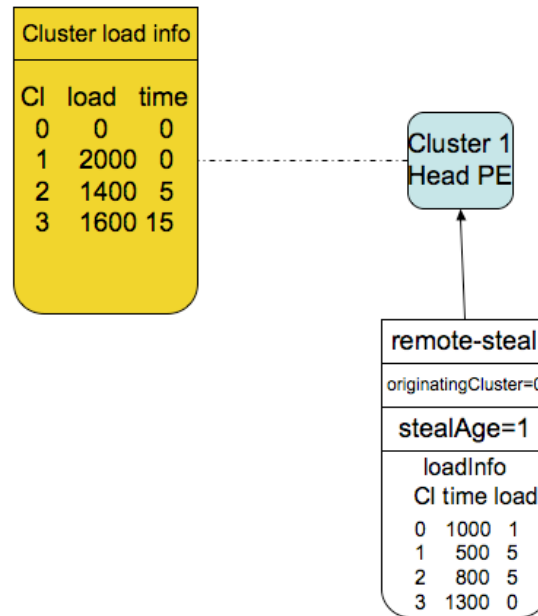 Cluster load info
Cl load time
0 0 0
1 2000 0
2 1400 5
3 1600 15
Cluster 1
Head PE
remote-steal
originatingCluster=0
stealAge=1
loadInfo
Cl time load
0 1000 1
1 500 5
2 800 5
3 1300 0